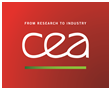 FROM RESEARCH TO INDUSTRY
cea